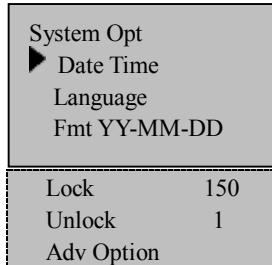 System Opt
Date Time
Language
Fmt YY-MM-DD
Lock 150
Unlock 1
Adv Option